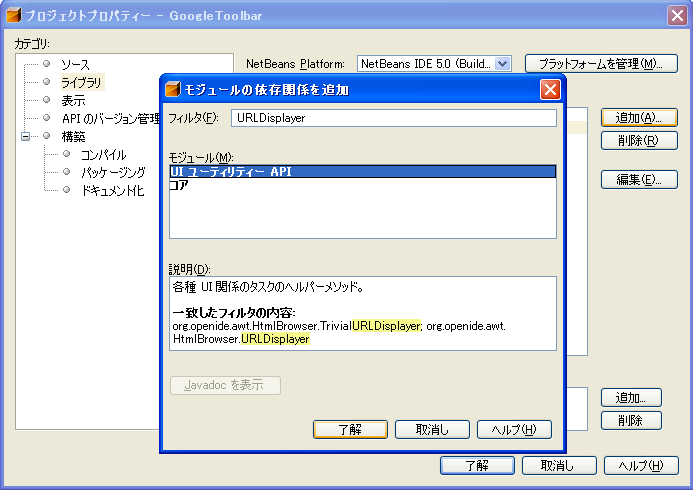 プロジェクトプロパティー － GoogleToolbar
カテゴリ:
ソース
ライブラリ
表示
API のバージョン管理
構築
コンパイル
パッケージング
ドキュメント化
NetBeans Platform:
NetBeans IDE 5.0 (Build...
プラットフォームを管理(M)...
追加(A)...
削除(R)
編集(E)...
モジュールの依存関係を追加
フィルタ(F):
URLDisplayer
モジュール(M):
UI ユーティリティー API
コア
説明(D):
各種 UI 関係のタスクのヘルパーメソッド。
一致したフィルタの内容:
org.openide.awt.HtmlBrowser.TrivialURLDisplayer; org.openide.awt.
HtmlBrowser.URLDisplayer
Javadoc を表示
了解
取消し
ヘルプ(H)
追加...
削除
了解
取消し
ヘルプ(H)